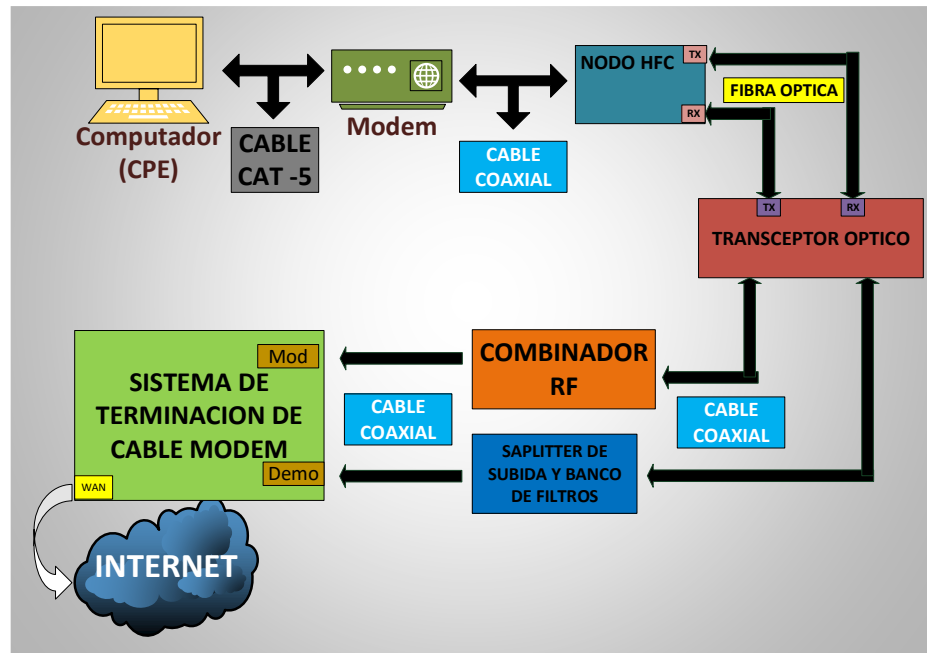 Computador
(CPE)
CABLE
CAT -5
Modem
CABLE
COAXIAL
NODO HFC
TX
RX
FIBRA OPTICA
TX
RX
TRANSCEPTOR OPTICO
SISTEMA DE
TERMINACION DE
CABLE MODEM
Mod
Demo
WAN
CABLE
COAXIAL
COMBINADOR
RF
CABLE
COAXIAL
SAPLITTER DE
SUBIDA Y BANCO
DE FILTROS
INTERNET